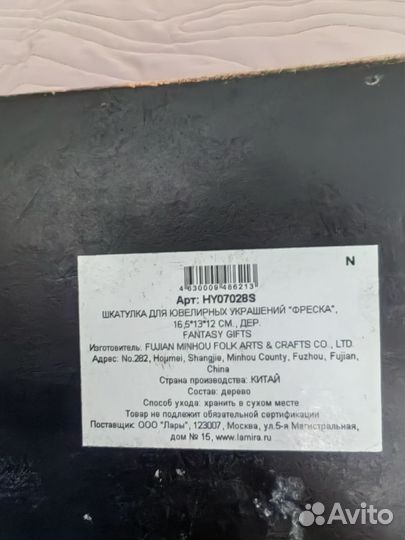 N
4 630009 486213
Арт: HY07028S
ШКАТУЛКА ДЛЯ ЮВЕЛИРНЫХ УКРАШЕНИЙ "ФРЕСКА",
16,5*13*12 СМ., ДЕР.
FANTASY GIFTS
Изготовитель: FUJIAN MINHOU FOLK ARTS & CRAFTS CO., LTD.
Адрес: No.282, Houmei, Shangjie, Minhou County, Fuzhou, Fujian,
China
Страна производства: КИТАЙ
Состав: дерево
Способ ухода: хранить в сухом месте
Товар не подлежит обязательной сертификации
Поставщик: ООО "Лары", 123007, Москва, ул.5-я Магистральная,
дом № 15, www.lamira.ru
Avito